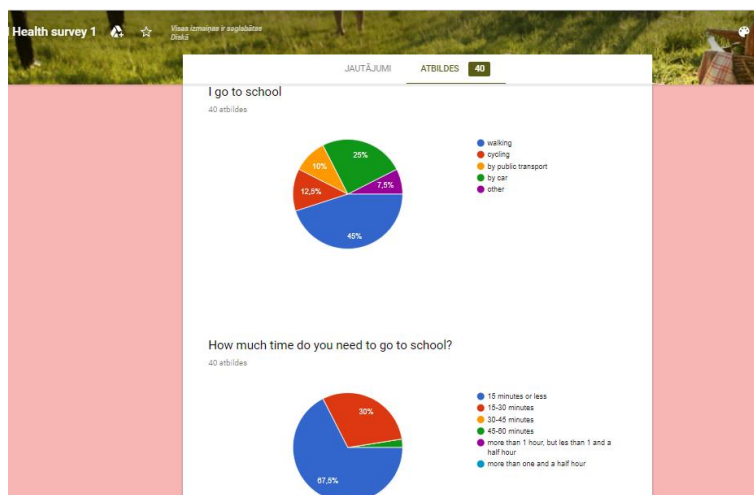 Health survey 1
Visas izmaiņas ir saglabātas
Diskā
JAUTĀJUMI ATBILDES 40
I go to school
40 atbildes
25%
10%
12,5%
7,5%
45%
walking
cycling
by public transport
by car
other
How much time do you need to go to school?
40 atbildes
30%
67,5%
15 minutes or less
15-30 minutes
30-45 minutes
45-60 minutes
more than 1 hour, but les than 1 and a
half hour
more than one and a half hour